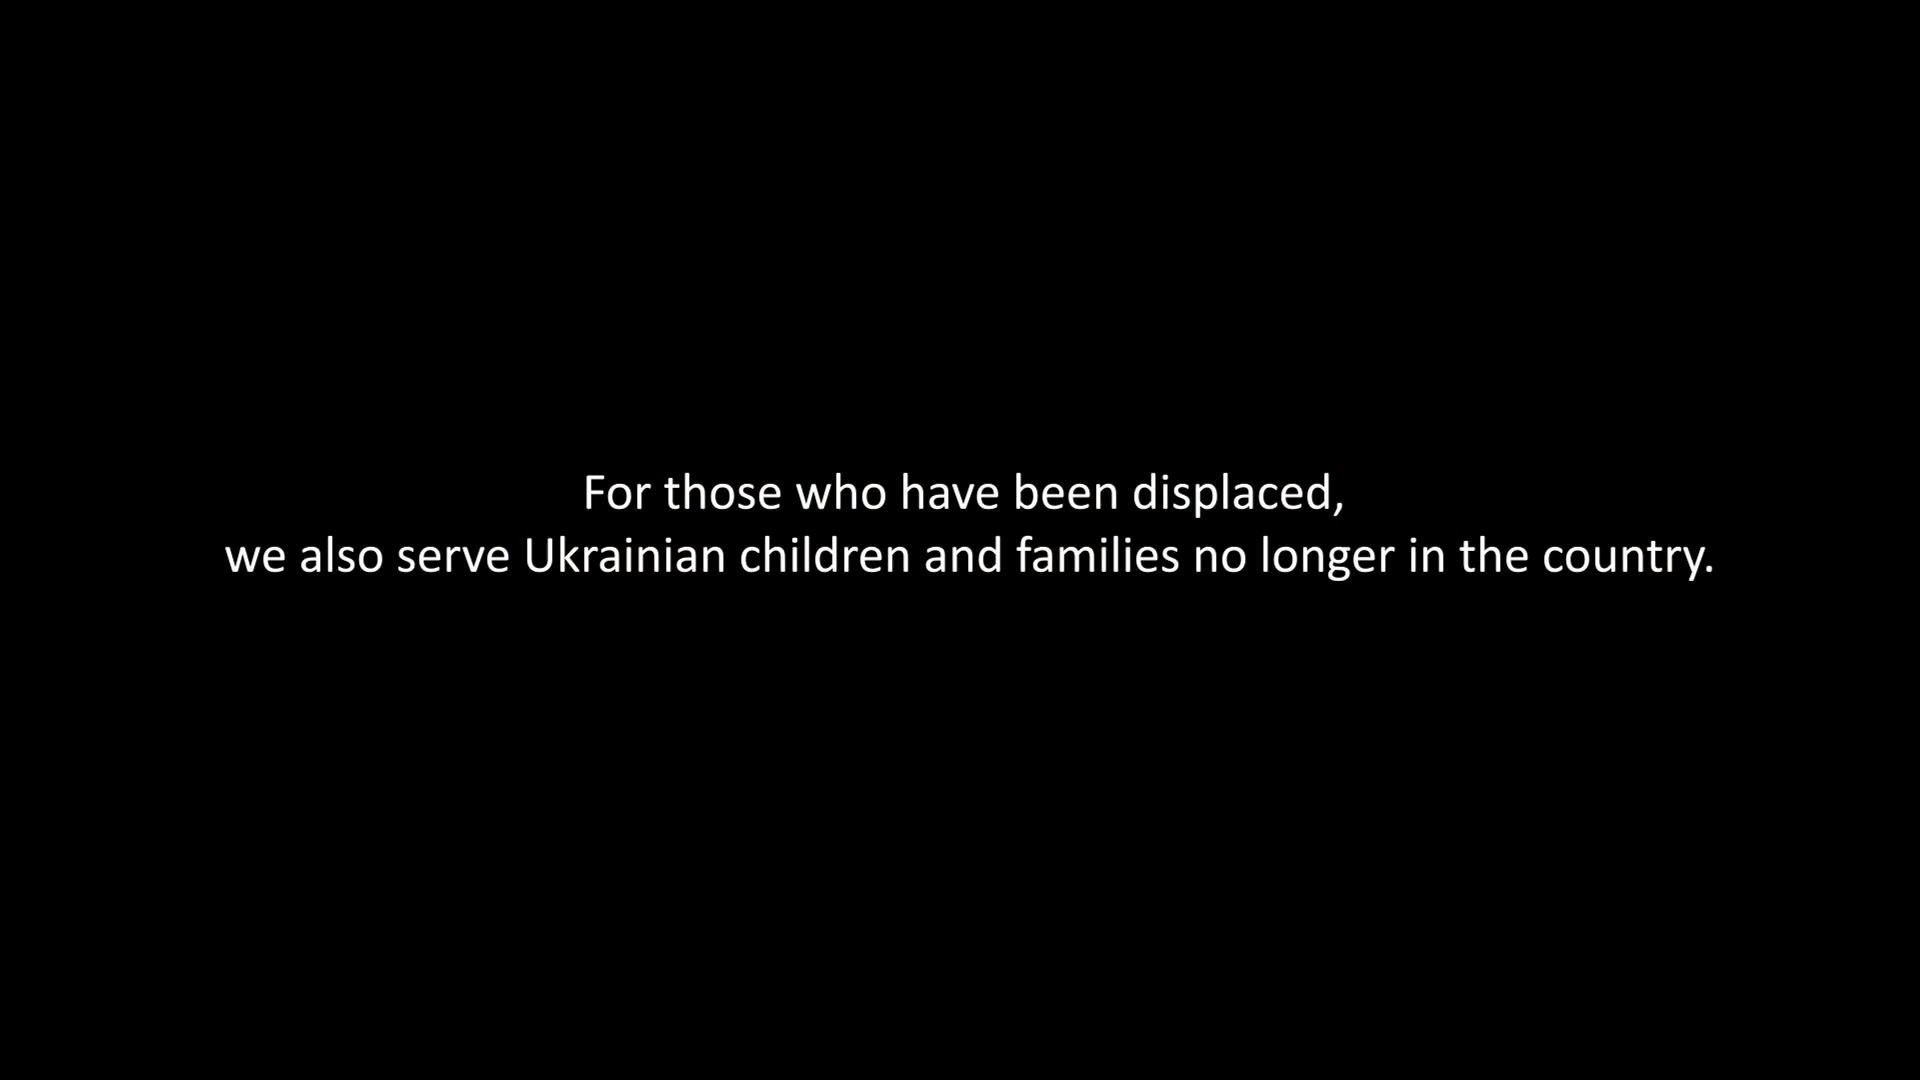 For those who have been displaced,
we also serve Ukrainian children and families no longer in the country.